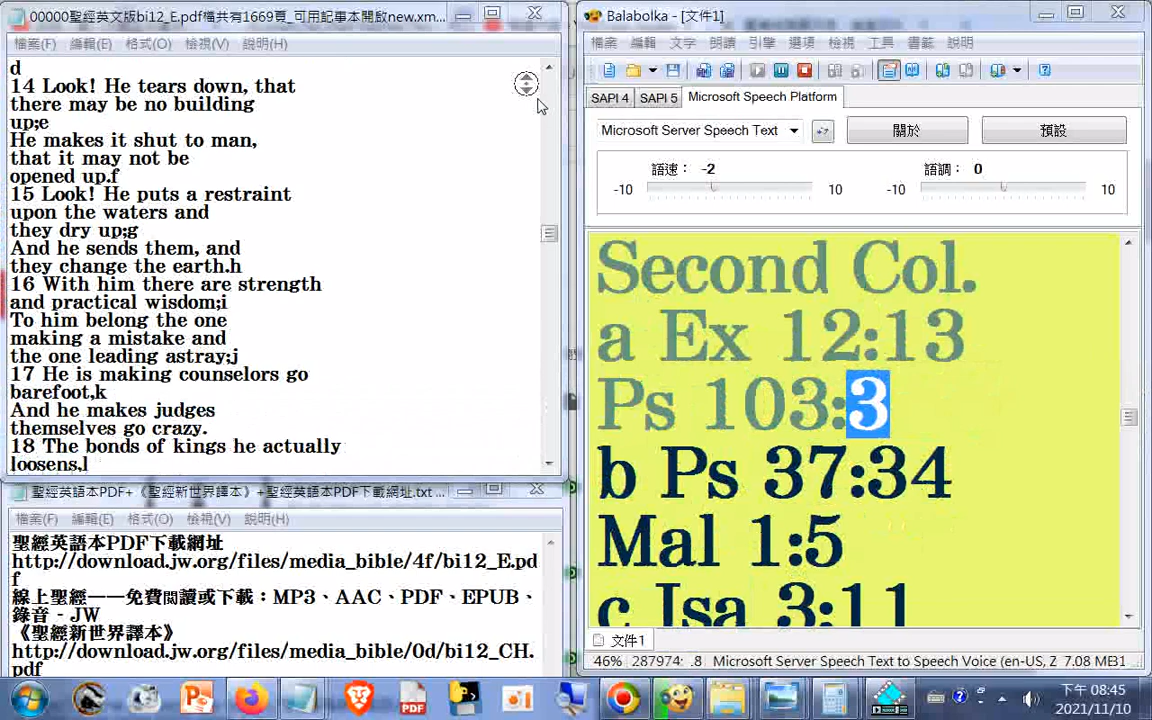 00000聖經英文版bi12_E.pdf檔共有1669頁_可用記事本開啟new.xm...
檔案(F) 編輯(E) 格式(O) 檢視(V) 說明(H)
d
14 Look! He tears down, that
there may be no building
up;e
He makes it shut to man,
that it may not be
opened up.f
15 Look! He puts a restraint
upon the waters and
they dry up;g
And he sends them, and
they change the earth.h
16 With him there are strength
and practical wisdom;i
To him belong the one
making a mistake and
the one leading astray;j
17 He is making counselors go
barefoot,k
And he makes judges
themselves go crazy.
18 The bonds of kings he actually
loosens,l
聖經英語本PDF+《聖經新世界譯本》+聖經英語本PDF下載網址.txt ...
檔案(F) 編輯(E) 格式(O) 檢視(V) 說明(H)
聖經英語本PDF下載網址
http://download.jw.org/files/media_bible/4f/bi12_E.pd
f
線上聖經——免費閱讀或下載：MP3、AAC、PDF、EPUB、
錄音 - JW
《聖經新世界譯本》
http://download.jw.org/files/media_bible/0d/bi12_CH.
pdf
Balabolka - [文件1]
檔案 編輯 文字 朗讀 引擎 選項 檢視 工具 書籤 說明
SAPI 4 SAPI 5 Microsoft Speech Platform
Microsoft Server Speech Text 關於 預設
語速： -2 語調： 0
-10 10 -10 10
Second Col.
a Ex 12:13
Ps 103:3
b Ps 37:34
Mal 1:5
c Isa 3:11
文件1
46% 287974: .8 Microsoft Server Speech Text to Speech Voice (en-US, Z 7.08 MB1
下午 08:45
2021/11/10